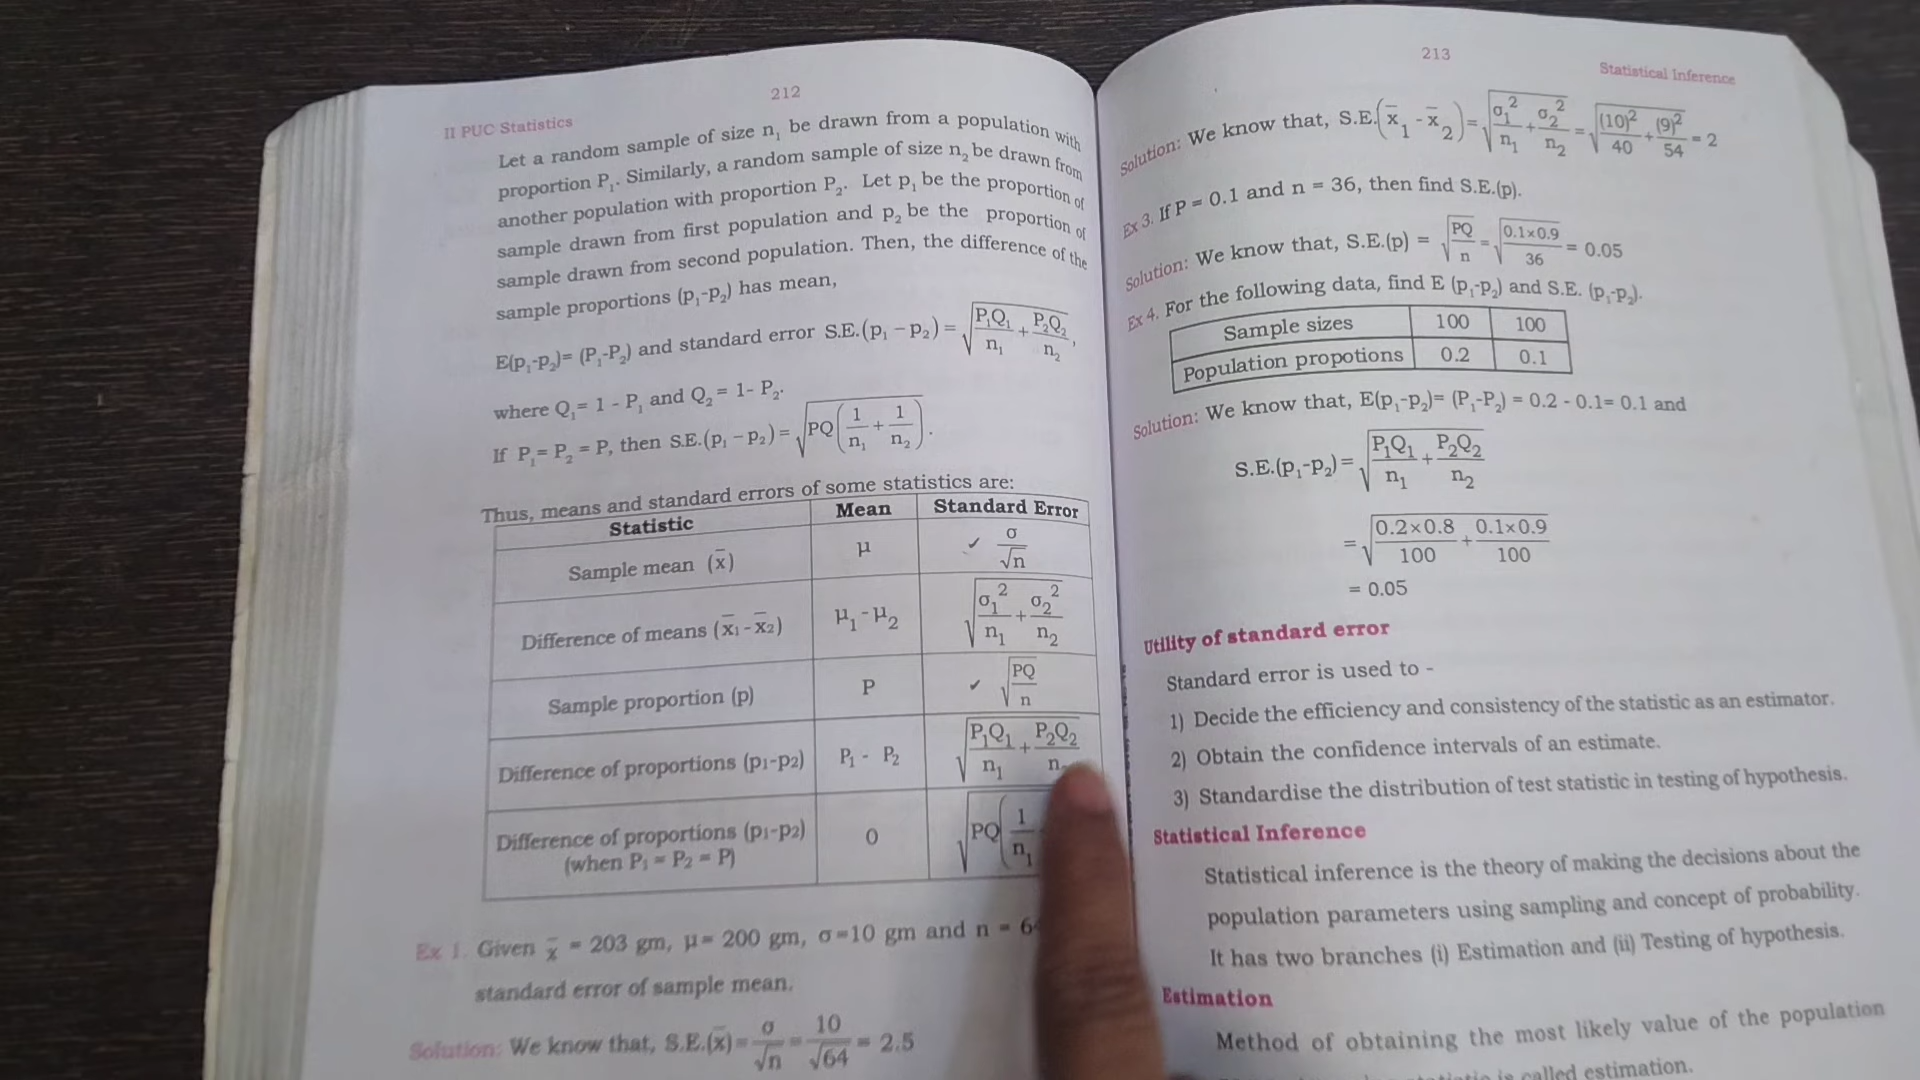 212
II PUC Statistics
Let a random sample of size n₁ be drawn from a population with
proportion P₁. Similarly, a random sample of size n₂ be drawn from
another population with proportion P₂. Let p₁ be the proportion of
sample drawn from first population and p₂ be the proportion of
sample drawn from second population. Then, the difference of the
sample proportions (p₁-p₂) has mean,
E(p₁-p₂)= (P₁-P₂) and standard error S.E.(p₁ – p₂) = √(P₁Q₁/n₁ + P₂Q₂/n₂),
where Q₁= 1 - P₁ and Q₂ = 1- P₂.
If P₁= P₂ = P, then S.E.(p₁ – p₂)= √(PQ(1/n₁ + 1/n₂)).
Thus, means and standard errors of some statistics are:
Statistic Mean Standard Error
Sample mean (x̄) μ ✓ σ/√n
Difference of means (x̄₁ - x̄₂) μ₁ - μ₂ √(σ₁²/n₁ + σ₂²/n₂)
Sample proportion (p) P ✓ √(PQ/n)
Difference of proportions (p₁-p₂) P₁ - P₂ √(P₁Q₁/n₁ + P₂Q₂/n
Difference of proportions (p₁-p₂) 0 √(PQ(1/n₁
(when P₁ = P₂ = P)
Ex 1. Given x̄ = 203 gm, μ= 200 gm, σ=10 gm and n = 6
standard error of sample mean.
Solution: We know that, S.E.(x̄)= σ/√n = 10/√64 = 2.5
213
Statistical Inference
Solution: We know that, S.E.(x̄₁ - x̄₂)= √(σ₁²/n₁ + σ₂²/n₂) = √((10)²/40 + (9)²/54) = 2
Ex 3. If P = 0.1 and n = 36, then find S.E.(p).
Solution: We know that, S.E.(p) = √(PQ/n) = √(0.1×0.9/36) = 0.05
Ex 4. For the following data, find E (p₁-p₂) and S.E. (p₁-p₂).
Sample sizes 100 100
Population propotions 0.2 0.1
Solution: We know that, E(p₁-p₂)= (P₁-P₂) = 0.2 - 0.1= 0.1 and
S.E.(p₁-p₂)= √(P₁Q₁/n₁ + P₂Q₂/n₂)
= √(0.2×0.8/100 + 0.1×0.9/100)
= 0.05
Utility of standard error
Standard error is used to -
1) Decide the efficiency and consistency of the statistic as an estimator.
2) Obtain the confidence intervals of an estimate.
3) Standardise the distribution of test statistic in testing of hypothesis.
Statistical Inference
Statistical inference is the theory of making the decisions about the
population parameters using sampling and concept of probability.
It has two branches (i) Estimation and (ii) Testing of hypothesis.
Estimation
Method of obtaining the most likely value of the population
is called estimation.